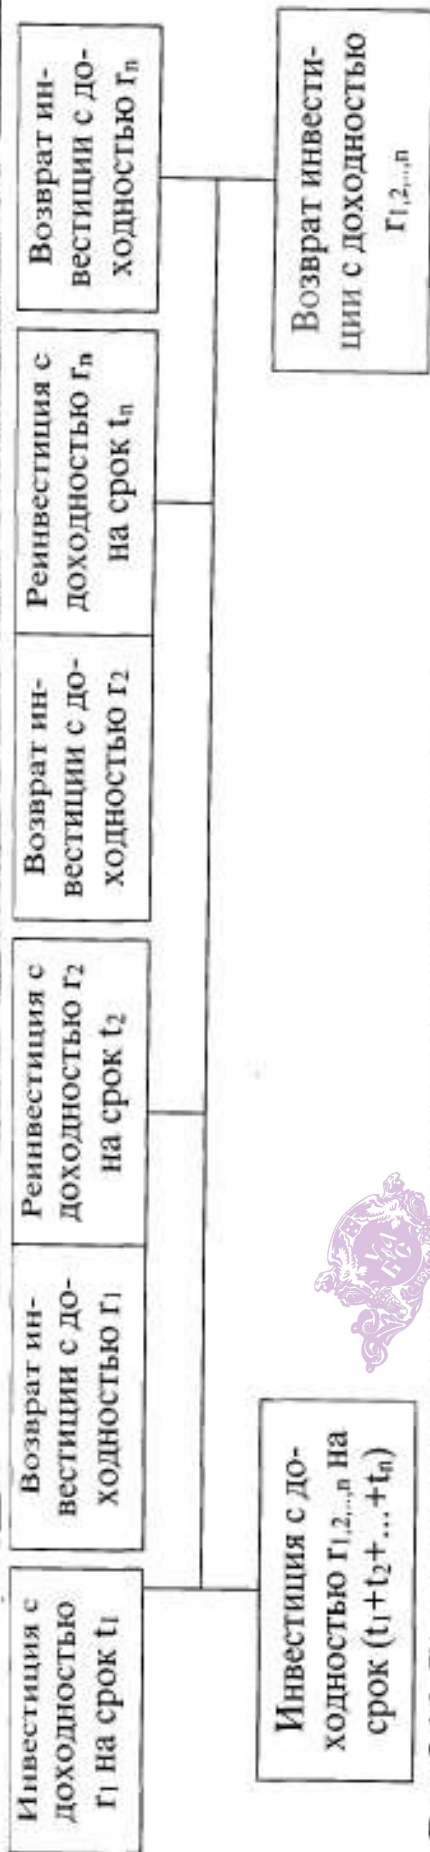 Инвестиция с
доходностью
r₁ на срок t₁
Возврат ин-
вестиции с до-
ходностью r₁
Реинвестиция с
доходностью r₂
на срок t₂
Возврат ин-
вестиции с до-
ходностью r₂
Реинвестиция с
доходностью rₙ
на срок tₙ
Возврат ин-
вестиции с до-
ходностью rₙ
Инвестиция с до-
ходностью r₁,₂,...,ₙ на
срок (t₁+t₂+...+tₙ)
Возврат инвести-
ции с доходностью
r₁,₂,...,ₙ